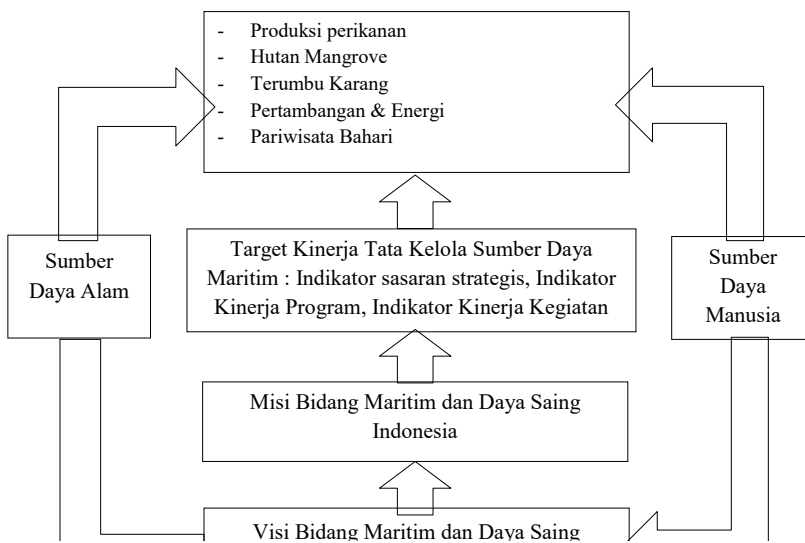 - Produksi perikanan
- Hutan Mangrove
- Terumbu Karang
- Pertambangan & Energi
- Pariwisata Bahari
Sumber
Daya Alam
Target Kinerja Tata Kelola Sumber Daya
Maritim : Indikator sasaran strategis, Indikator
Kinerja Program, Indikator Kinerja Kegiatan
Sumber
Daya
Manusia
Misi Bidang Maritim dan Daya Saing
Indonesia
Visi Bidang Maritim dan Daya Saing